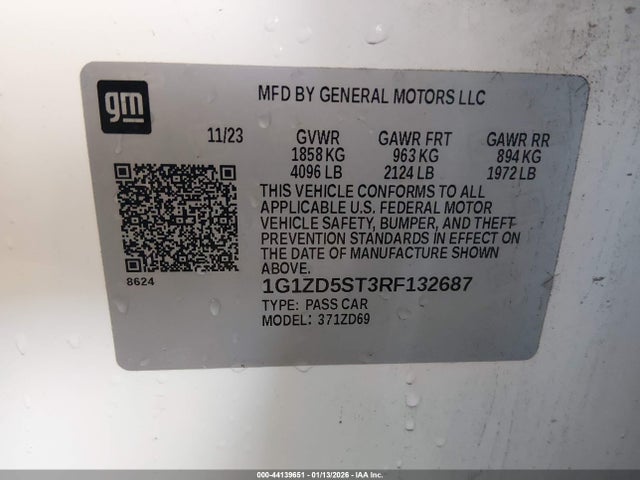 gm
MFD BY GENERAL MOTORS LLC
11/23 GVWR GAWR FRT GAWR RR
1858 KG 963 KG 894 KG
4096 LB 2124 LB 1972 LB
THIS VEHICLE CONFORMS TO ALL
APPLICABLE U.S. FEDERAL MOTOR
VEHICLE SAFETY, BUMPER, AND THEFT
PREVENTION STANDARDS IN EFFECT ON
THE DATE OF MANUFACTURE SHOWN
ABOVE.
8624
1G1ZD5ST3RF132687
TYPE: PASS CAR
MODEL: 371ZD69
000-44139651 - 01/13/2026 - IAA Inc.